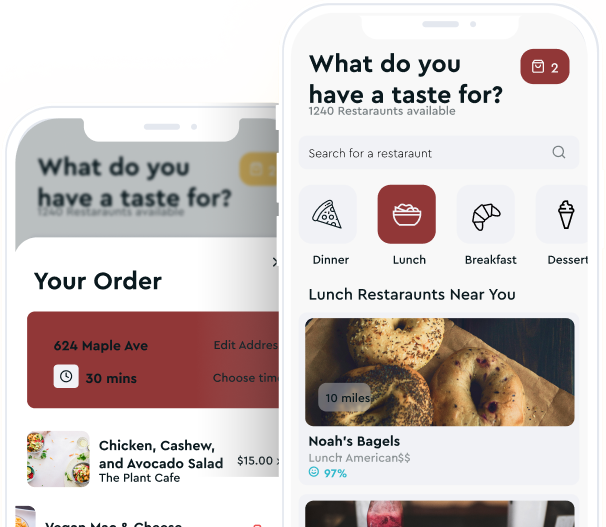 What do you
have a taste for?
1240 Restaraunts available
2
Your Order
624 Maple Ave
Edit Addres
30 mins
Choose tim
Chicken, Cashew,
and Avocado Salad
$15.00
The Plant Cafe
Vegan Mac & Cheese
What do you
have a taste for?
2
1240 Restaraunts available
Search for a restaraunt
Dinner
Lunch
Breakfast
Dessert
Lunch Restaraunts Near You
10 miles
Noah's Bagels
Lunch American$$
97%